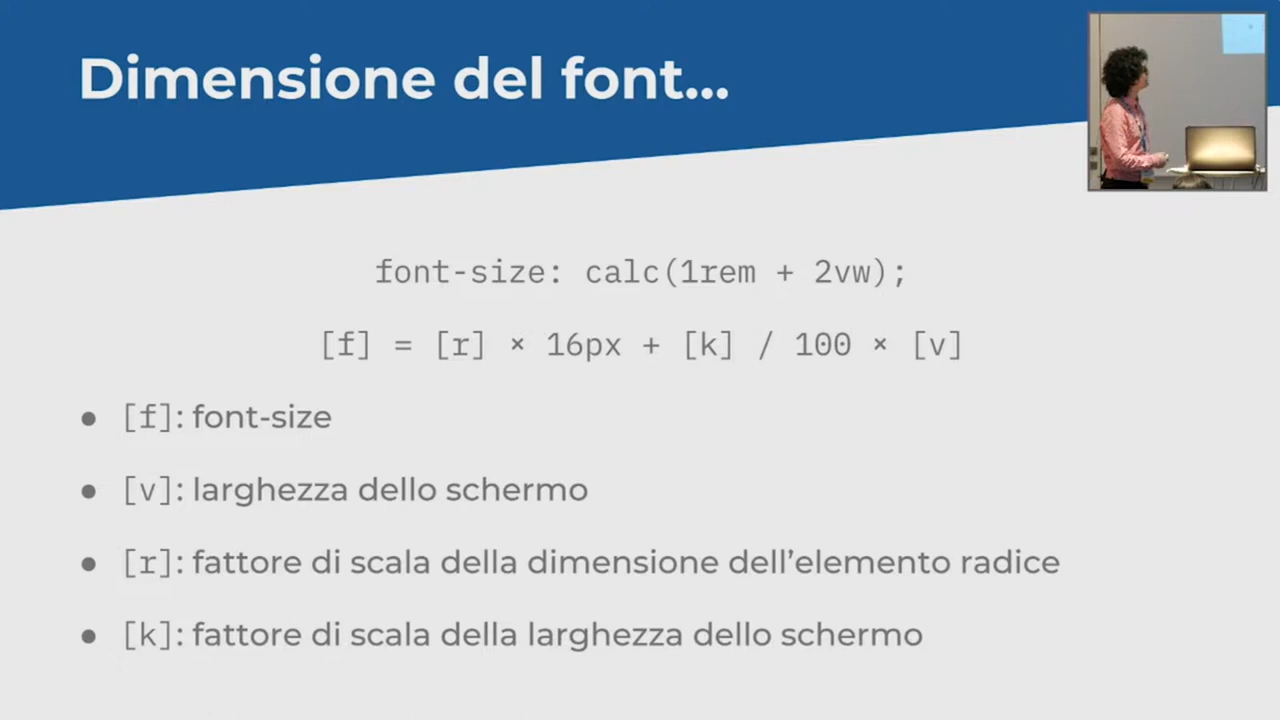 Dimensione del font...
font-size: calc(1rem + 2vw);
[f] = [r] × 16px + [k] / 100 × [v]
● [f]: font-size
● [v]: larghezza dello schermo
● [r]: fattore di scala della dimensione dell’elemento radice
● [k]: fattore di scala della larghezza dello schermo